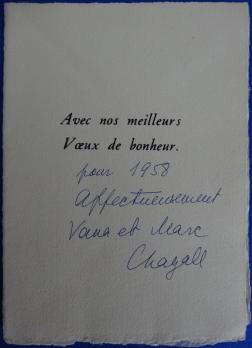 Avec nos meilleurs
Vœux de bonheur.
pour 1958
Affectueusement
Vava et Marc
Chagall